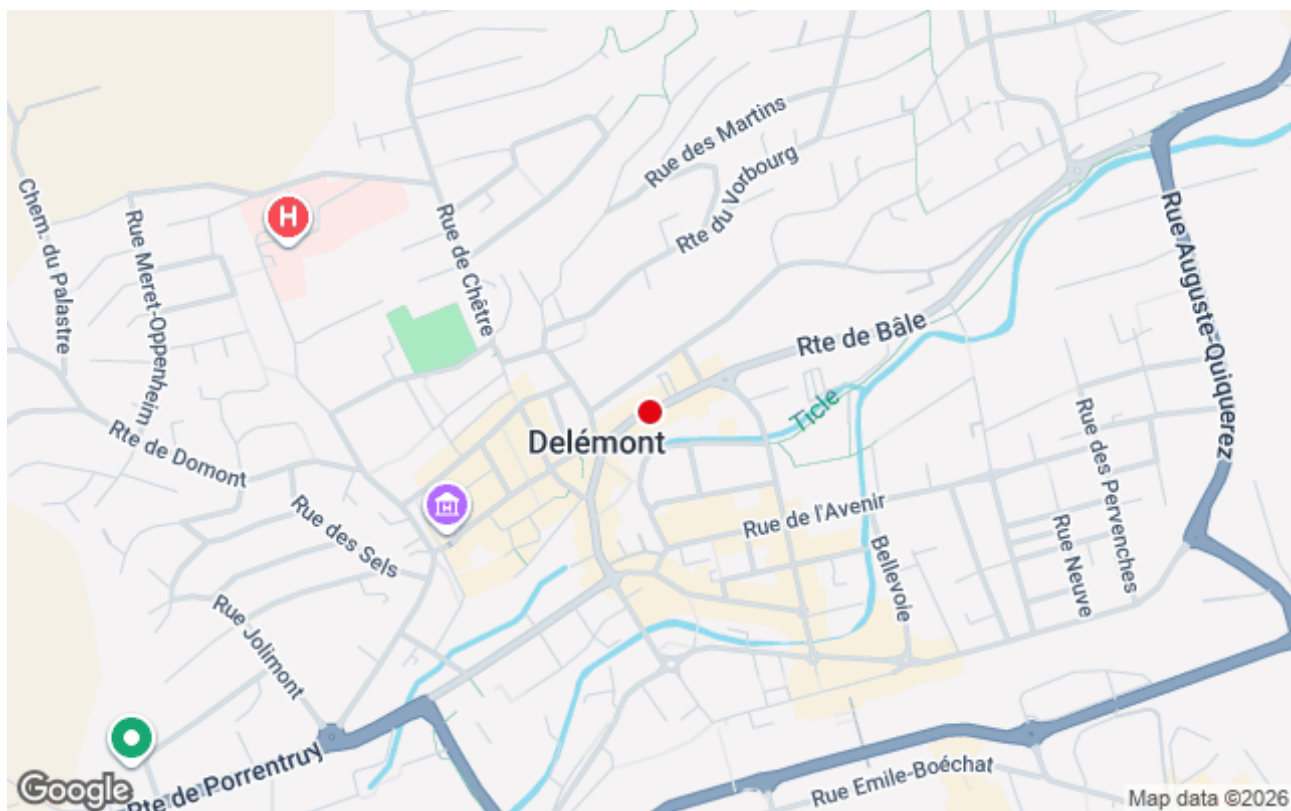 Rue des Martins
Rte du Vorbourg
Chem. du Palastre
Rue Meret-Oppenheim
H
Rue de Chêtre
Rue Auguste-Quiquerez
Rte de Bâle
Ticle
Delémont
Rte de Domont
Rue des Sels
Rue de l'Avenir
Bellevoie
Rue des Pervenches
Rue Neuve
Rue Jolimont
Rte de Porrentruy
Rue Emile-Boéchat
Google
Map data ©2026